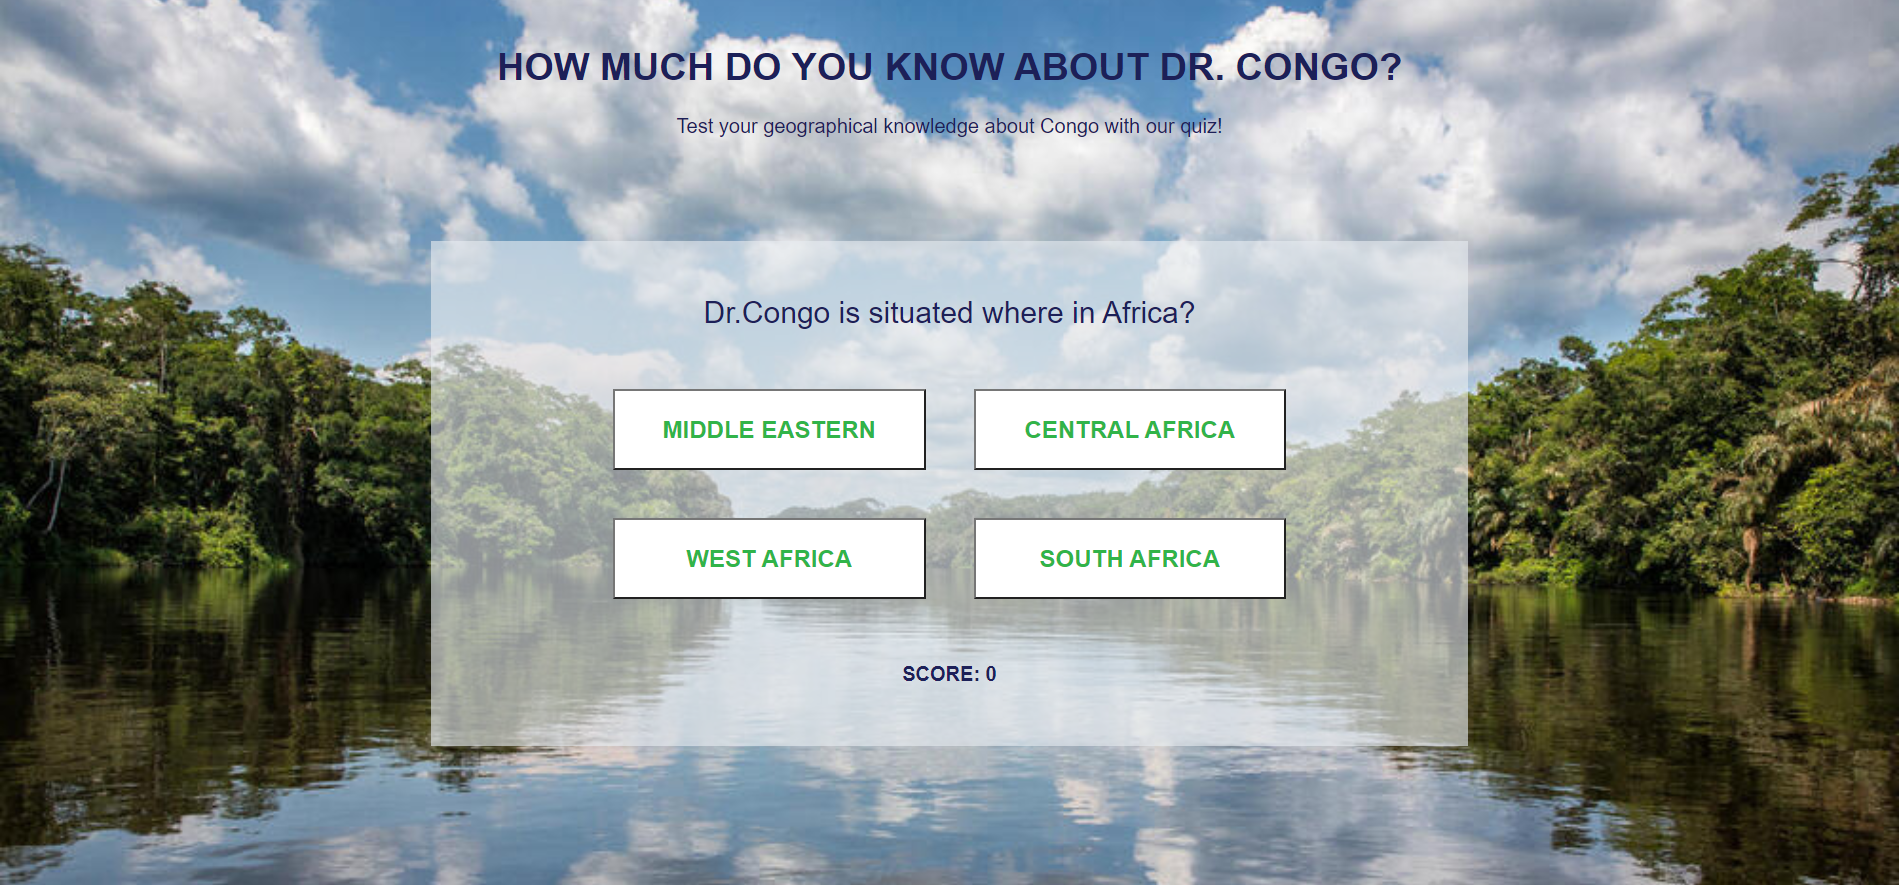 HOW MUCH DO YOU KNOW ABOUT DR. CONGO?
Test your geographical knowledge about Congo with our quiz!
Dr.Congo is situated where in Africa?
MIDDLE EASTERN
CENTRAL AFRICA
WEST AFRICA
SOUTH AFRICA
SCORE: 0